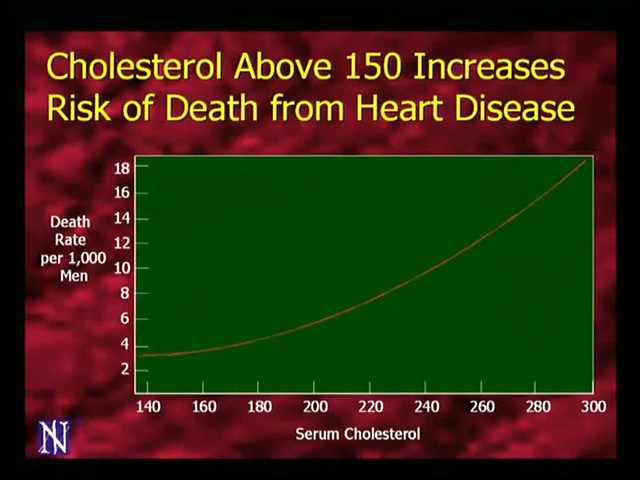 Cholesterol Above 150 Increases
Risk of Death from Heart Disease
Death
Rate
per 1,000
Men
18
16
14
12
10
8
6
4
2
140 160 180 200 220 240 260 280 300
Serum Cholesterol
N